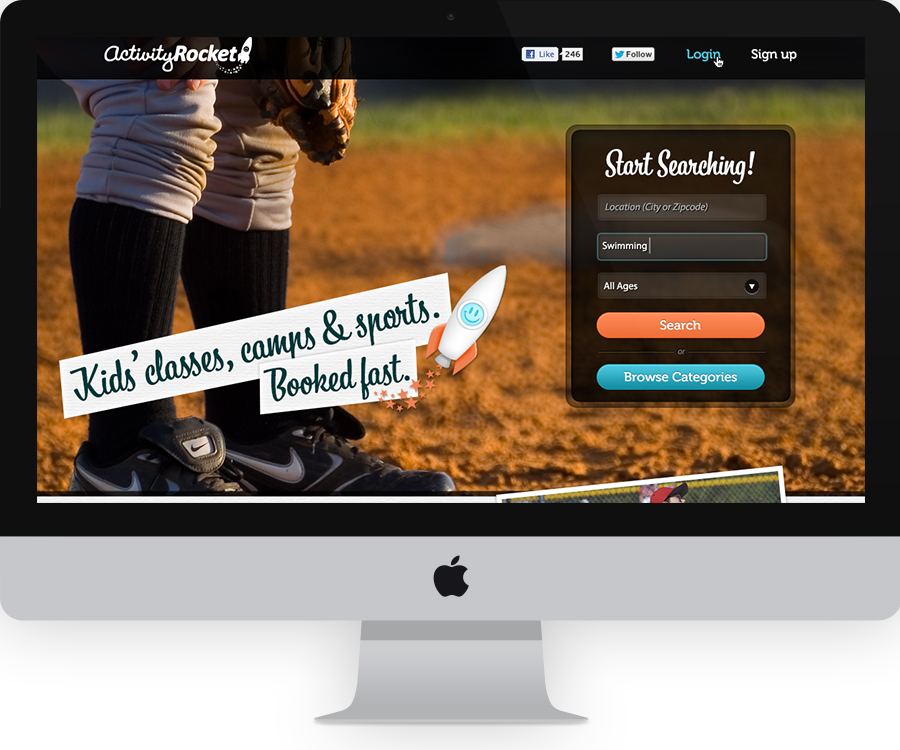 ActivityRocket
Like 246
Follow
Login
Sign up
Start Searching!
Location (City or Zipcode)
Swimming
All Ages
Search
or
Browse Categories
Kids' classes, camps & sports.
Booked fast.